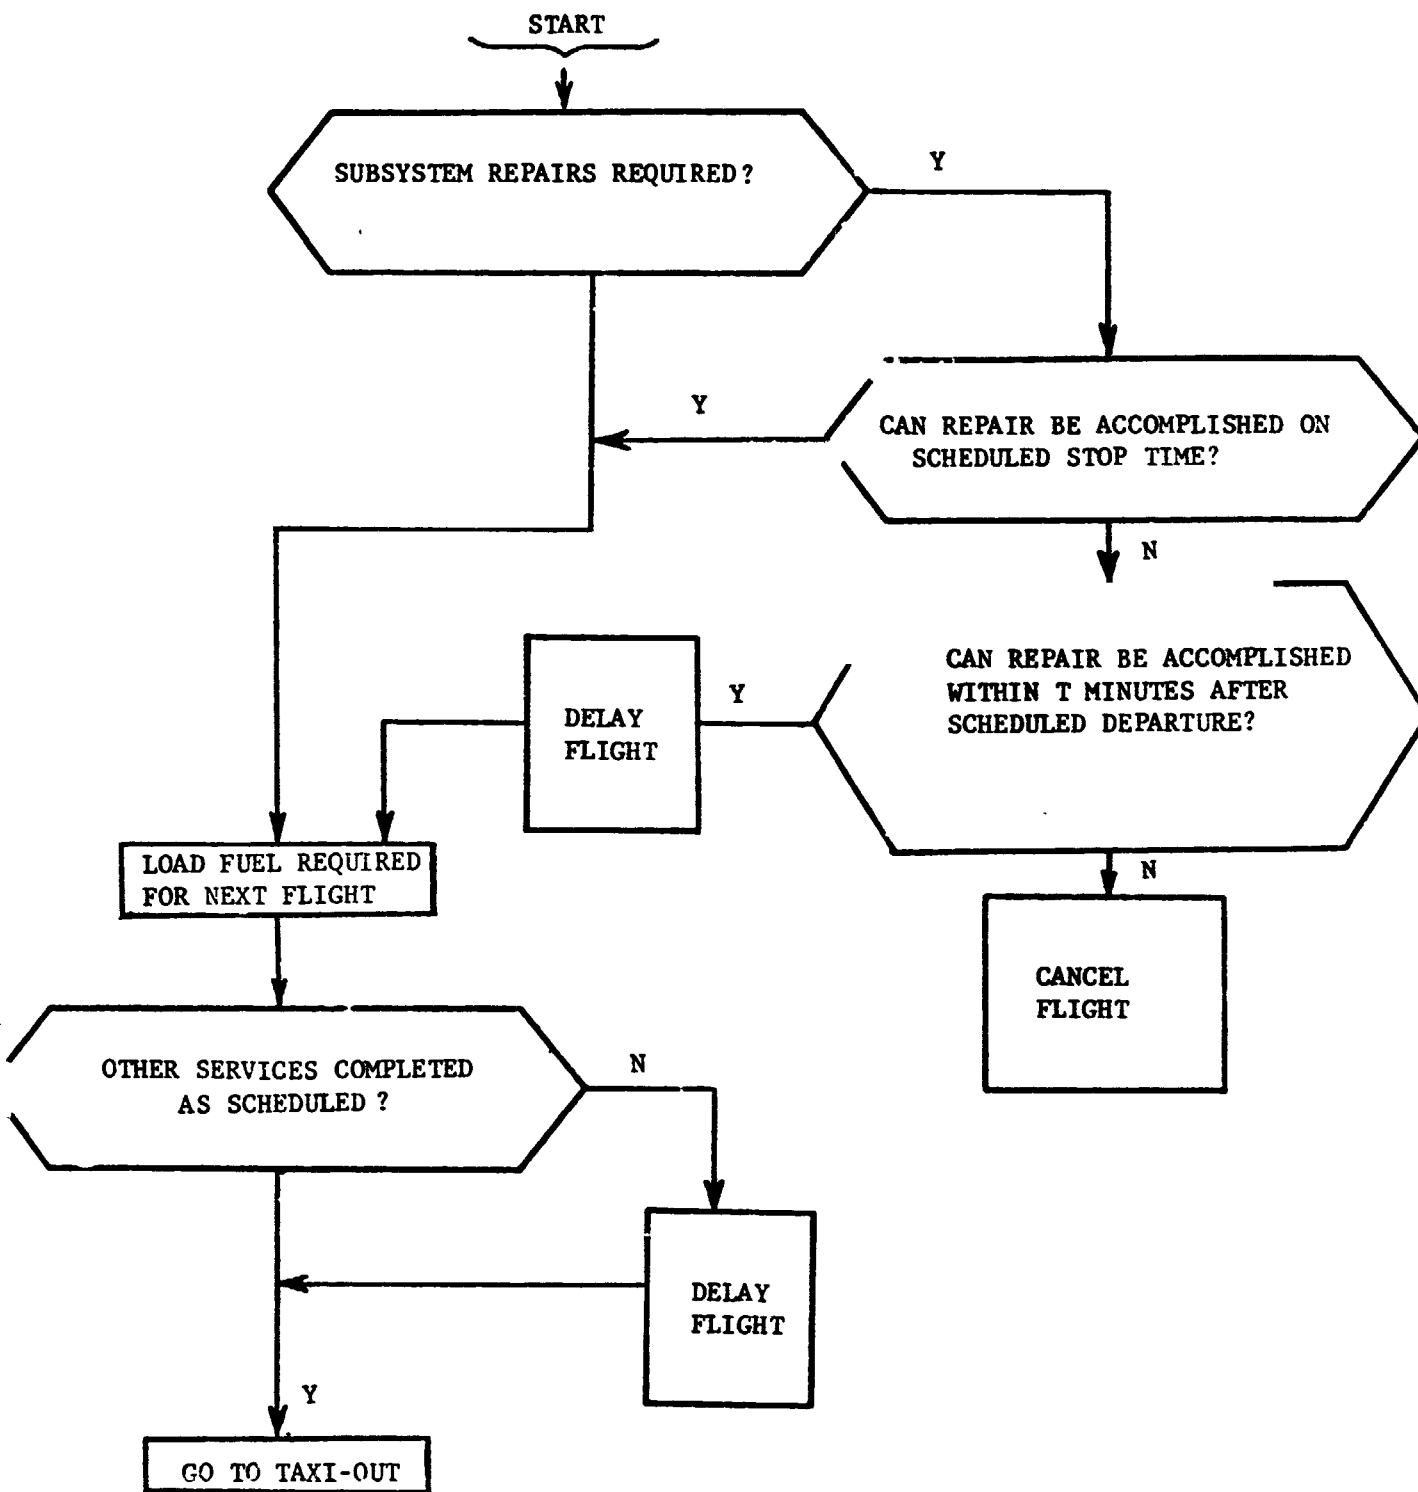 START
SUBSYSTEM REPAIRS REQUIRED?
Y
CAN REPAIR BE ACCOMPLISHED ON
SCHEDULED STOP TIME?
Y
N
CAN REPAIR BE ACCOMPLISHED
WITHIN T MINUTES AFTER
SCHEDULED DEPARTURE?
Y
DELAY
FLIGHT
N
LOAD FUEL REQUIRED
FOR NEXT FLIGHT
CANCEL
FLIGHT
OTHER SERVICES COMPLETED
AS SCHEDULED?
N
DELAY
FLIGHT
Y
GO TO TAXI-OUT